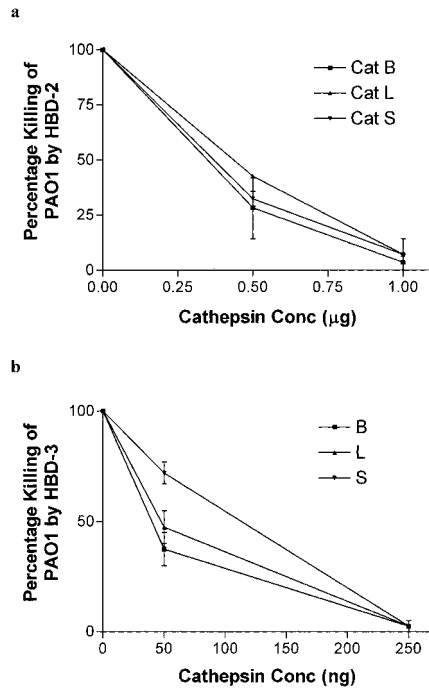 a
Percentage Killing of
PAO1 by HBD-2
100
75
50
25
0
Cat B
Cat L
Cat S
0.00 0.25 0.50 0.75 1.00
Cathepsin Conc (µg)
b
Percentage Killing of
PAO1 by HBD-3
100
50
0
B
L
S
0 50 100 150 200 250
Cathepsin Conc (ng)